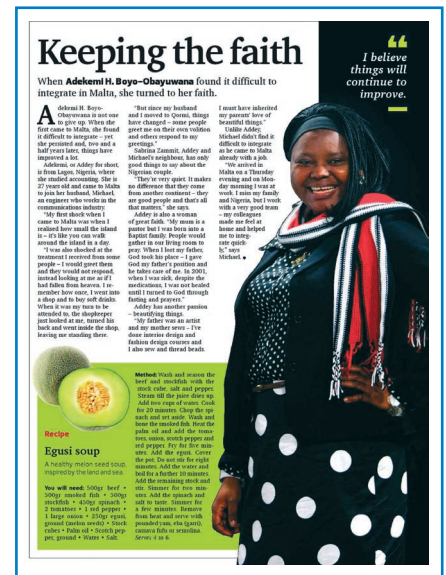 Keeping the faith
When Adekemi H. Boyo-Obayuwana found it difficult to
integrate in Malta, she turned to her faith.
“
I believe
things will
continue to
improve.
Adekemi H. Boyo-
Obayuwana is not one
to give up. When she
first came to Malta, she found
it difficult to integrate – yet
she persisted and, two and a
half years later, things have
improved a lot.
Adekemi, or Addey for short,
is from Lagos, Nigeria, where
she studied accounting. She is
27 years old and came to Malta
to join her husband, Michael,
an engineer who works in the
communications industry.
“My first shock when I
came to Malta was when I
realised how small the island
is – it’s like you can walk
around the island in a day.
“I was also shocked at the
treatment I received from some
people – I would greet them
and they would not respond,
instead looking at me as if I
had fallen from heaven. I re-
member how once, I went into
a shop and to buy soft drinks.
When it was my turn to be
attended to, the shopkeeper
just looked at me, turned his
back and went inside the shop,
leaving me standing there.
“But since my husband
and I moved to Qormi, things
have changed – some people
greet me on their own volition
and others respond to my
greetings.”
Sabrina Zammit, Addey and
Michael’s neighbour, has only
good things to say about the
Nigerian couple.
“They’re very quiet. It makes
no difference that they come
from another continent – they
are good people and that’s all
that matters,” she says.
Addey is also a woman
of great faith. “My mum is a
pastor but I was born into a
Baptist family. People would
gather in our living room to
pray. When I lost my father,
God took his place – I gave
God my father’s position and
he takes care of me. In 2001,
when I was sick, despite the
medications, I was not healed
until I turned to God through
fasting and prayers.”
Addey has another passion
– beautifying things.
“My father was an artist
and my mother sews – I’ve
done interior design and
fashion design courses and
I also sew and thread beads.
I must have inherited
my parents’ love of
beautiful things.”
Unlike Addey,
Michael didn’t find it
difficult to integrate
as he came to Malta
already with a job.
“We arrived in
Malta on a Thursday
evening and on Mon-
day morning I was at
work. I miss my family
and Nigeria, but I work
with a very good team
– my colleagues
made me feel at
home and helped
me to integ-
rate quick-
ly,” says
Michael.
Recipe
Egusi soup
A healthy melon seed soup,
inspired by the land and sea.
You will need: 500gr beef •
500gr smoked fish • 500gr
stockfish • 450gr spinach •
2 tomatoes • 1 red pepper •
1 large onion • 250gr egusi,
ground (melon seeds) • Stock
cubes • Palm oil • Scotch pep-
per, ground • Water • Salt.
Method: Wash and season the
beef and stockfish with the
stock cube, salt and pepper.
Steam till the juice dries up.
Add two cups of water. Cook
for 20 minutes. Chop the spi-
nach and set aside. Wash and
bone the smoked fish. Heat the
palm oil and add the toma-
toes, onion, scotch pepper and
red pepper. Fry for five min-
utes. Add the egusi. Cover
the pot. Do not stir for eight
minutes. Add the water and
boil for a further 10 minutes.
Add the remaining stock and
stir. Simmer for two min-
utes. Add the spinach and
salt to taste. Simmer for
a few minutes. Remove
from heat and serve with
pounded yam, eba (garri),
cassava fufu or semolina.
Serves 4 to 6.